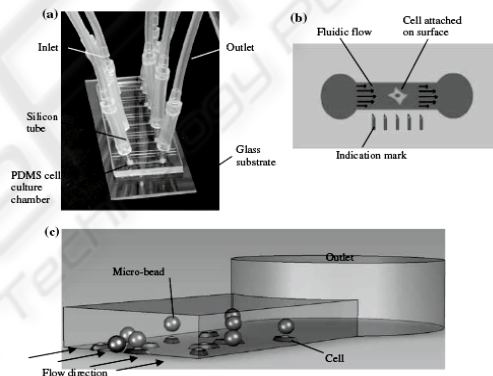 (a)
Inlet
Outlet
Silicon
tube
PDMS cell
culture
chamber
Glass
substrate
(b)
Fluidic flow
Cell attached
on surface
Indication mark
(c)
Micro-bead
Outlet
Cell
Flow direction